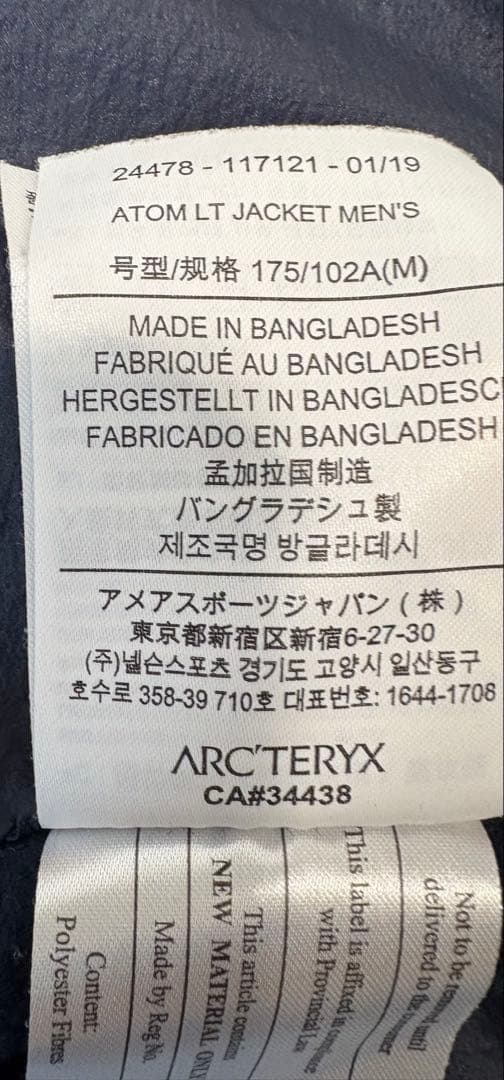 24478 - 117121 - 01/19
ATOM LT JACKET MEN'S
号型/规格 175/102A(M)
MADE IN BANGLADESH
FABRIQUÉ AU BANGLADESH
HERGESTELLT IN BANGLADESC
FABRICADO EN BANGLADESH
孟加拉国制造
バングラデシュ製
제조국명 방글라데시
アメアスポーツジャパン(株)
東京都新宿区新宿6-27-30
(주)넬슨스포츠 경기도 고양시 일산동구
호수로 358-39 710호 대표번호: 1644-1708
ARC'TERYX
CA#34438
Not to be removed until
delivered to the consumer
This label is affixed in compliance
with Provincial Law
This article contains
NEW MATERIAL ONLY
Made by Reg No.
Content:
Polyester Fibres